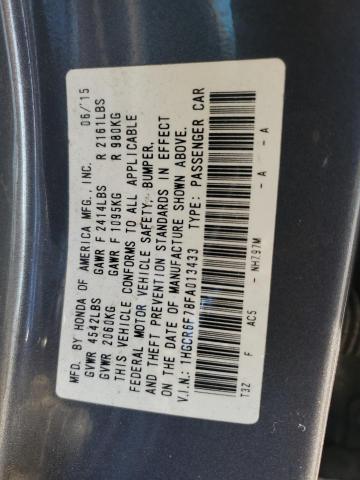 MFD. BY HONDA OF AMERICA MFG., INC. 06/15
GVWR 4542LBS GAWR F 2414LBS R 2161LBS
GVWR 2060KG GAWR F 1095KG R 980KG
THIS VEHICLE CONFORMS TO ALL APPLICABLE
FEDERAL MOTOR VEHICLE SAFETY, BUMPER,
AND THEFT PREVENTION STANDARDS IN EFFECT
ON THE DATE OF MANUFACTURE SHOWN ABOVE.
V.I.N.: 1HGCR6F78FA013433 TYPE: PASSENGER CAR
T3Z F AC5 - NH797M - A - A